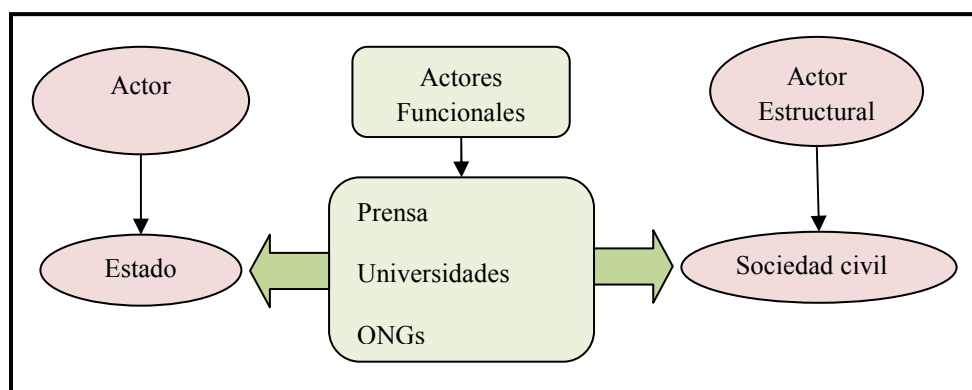 Actor
Estado
Actores
Funcionales
Prensa
Universidades
ONGs
Actor
Estructural
Sociedad civil